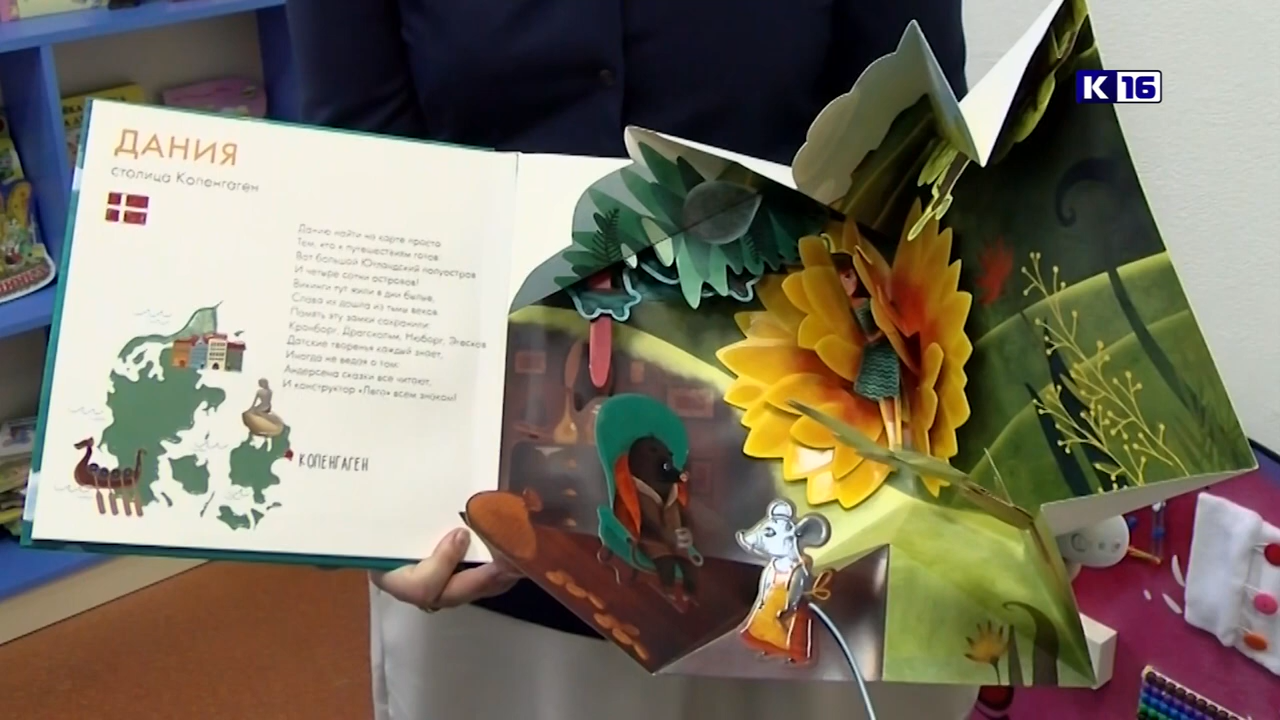 К 16
ДАНИЯ
столица Копенгаген
Данию найти на карте просто
Тем, кто к путешествиям готов:
Вот большой Ютландский полуостров
И четыре сотни островов!
Викинги тут жили в дни былые,
Слава их дошла из тьмы веков.
Память эту замки сохранили:
Кронборг, Драгсхольм, Нюборг, Эгесков
Датские творенья каждый знает,
Иногда не ведая о том:
Андерсена сказки все читают,
И конструктор «Лего» всем знаком!
КОПЕНГАГЕН